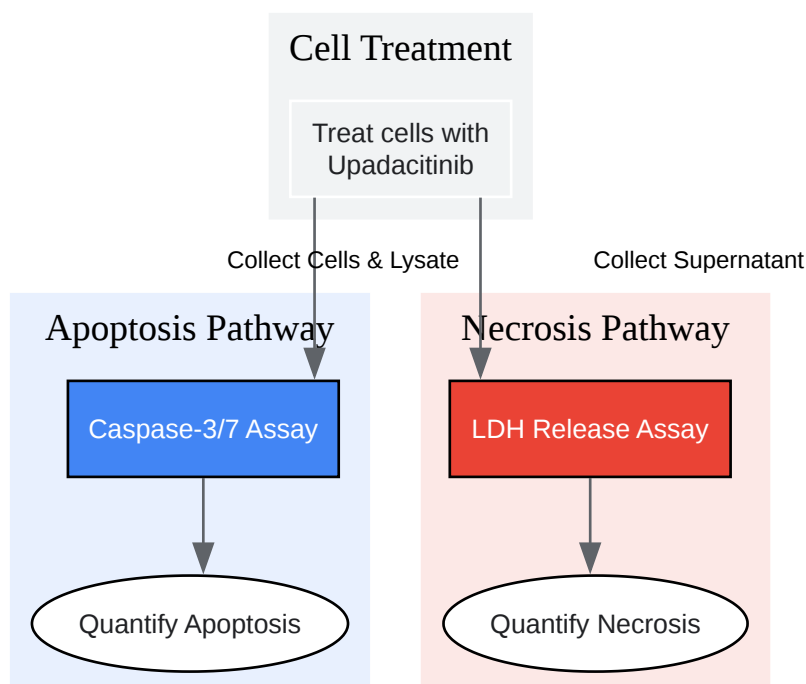 Cell Treatment
Treat cells with
Upadacitinib
Collect Cells & Lysate
Collect Supernatant
Apoptosis Pathway
Necrosis Pathway
Caspase-3/7 Assay
LDH Release Assay
Quantify Apoptosis
Quantify Necrosis